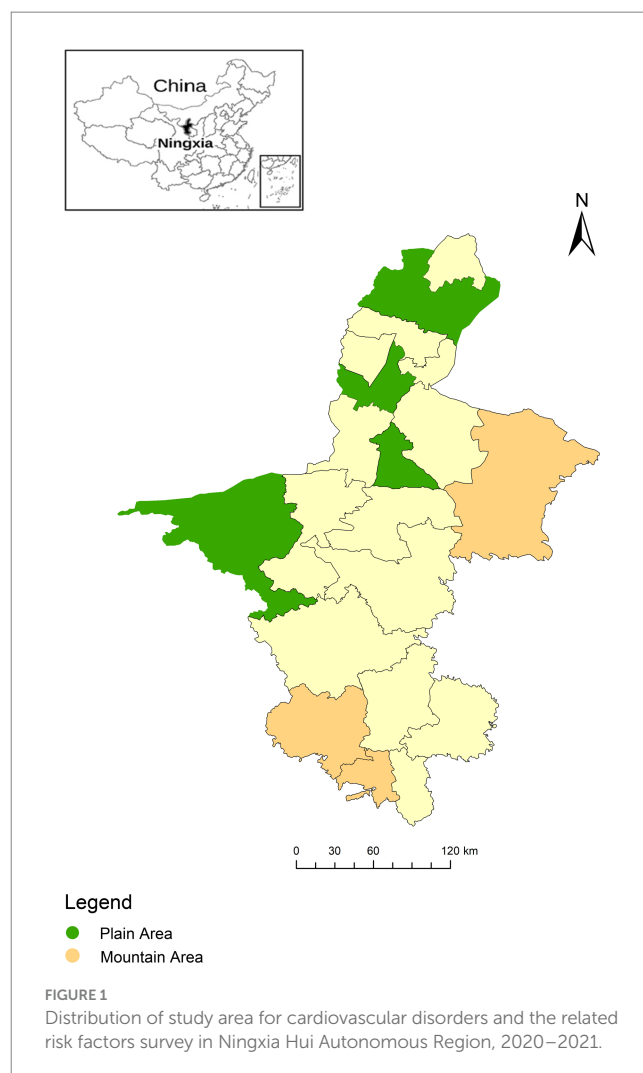 China
Ningxia
N
0 30 60 120 km
Legend
Plain Area
Mountain Area
FIGURE 1
Distribution of study area for cardiovascular disorders and the related
risk factors survey in Ningxia Hui Autonomous Region, 2020–2021.